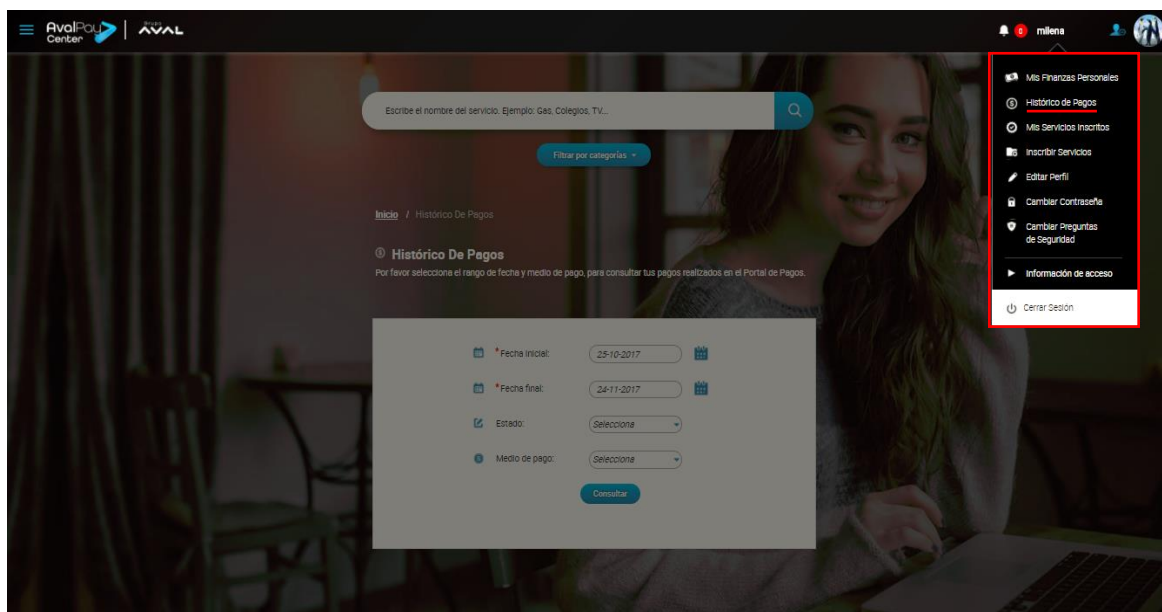 AvalPay
Center
Grupo
AVAL
0
milena
Escribe el nombre del servicio. Ejemplo: Gas, Colegios, TV...
Filtrar por categorías
Inicio / Histórico De Pagos
Histórico De Pagos
Por favor selecciona el rango de fecha y medio de pago, para consultar tus pagos realizados en el Portal de Pagos.
*Fecha Inicial: 25-10-2017
*Fecha final: 24-11-2017
Estado: Selecciona
Medio de pago: Selecciona
Consultar
Mis Finanzas Personales
Histórico de Pagos
Mis Servicios Inscritos
Inscribir Servicios
Editar Perfil
Cambiar Contraseña
Cambiar Preguntas
de Seguridad
Información de acceso
Cerrar Sesión